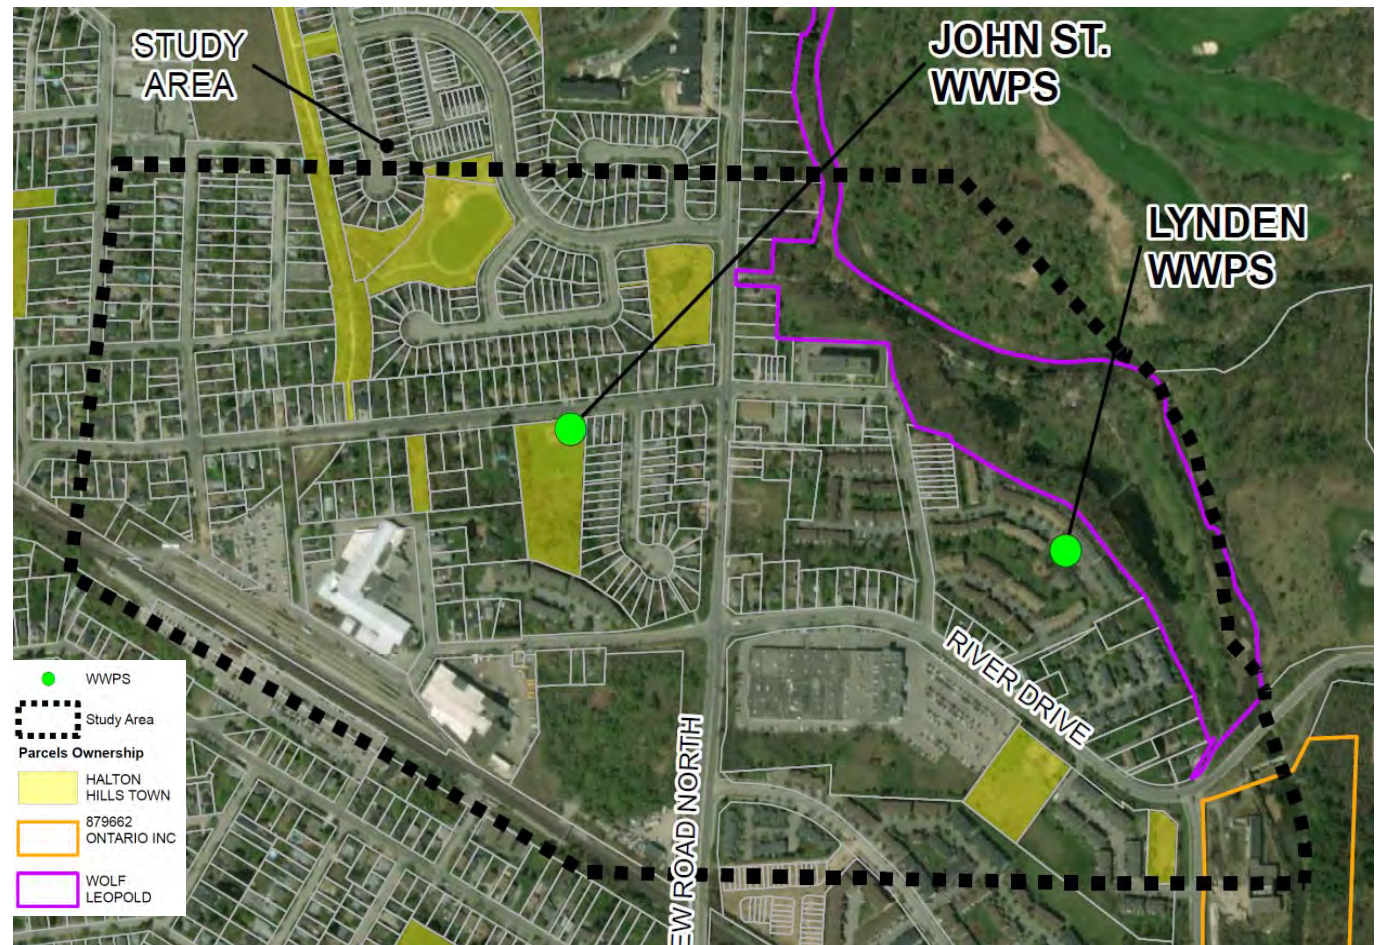 STUDY
AREA
JOHN ST.
WWPS
LYNDEN
WWPS
RIVER DRIVE
EW ROAD NORTH
WWPS
Study Area
Parcels Ownership
HALTON
HILLS TOWN
879662
ONTARIO INC
WOLF
LEOPOLD